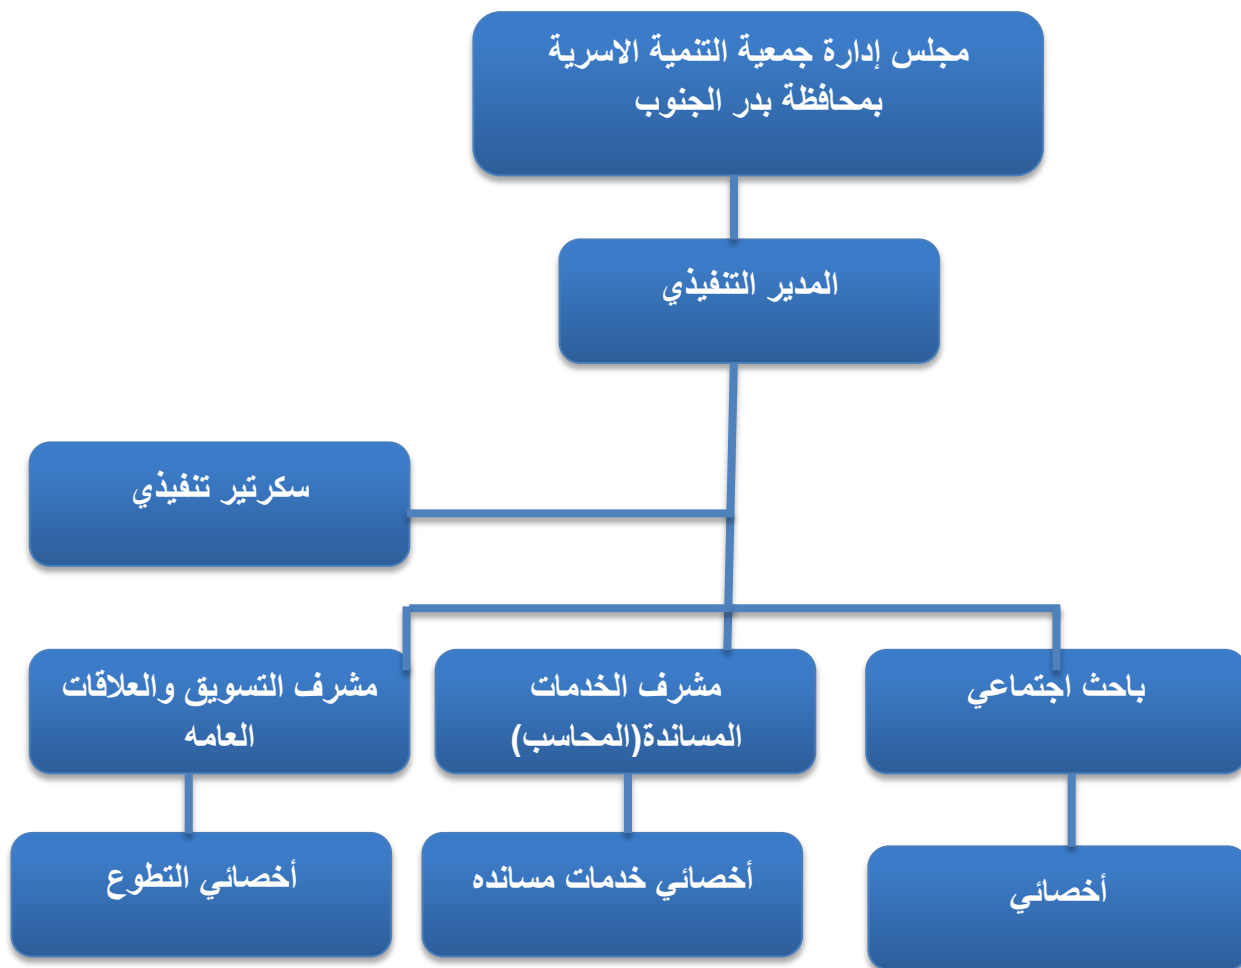 مجلس إدارة جمعية التنمية الاسرية
بمحافظة بدر الجنوب
المدير التنفيذي
سكرتير تنفيذي
باحث اجتماعي
مشرف الخدمات
المساندة(المحاسب)
مشرف التسويق والعلاقات
العامه
أخصائي
أخصائي خدمات مسانده
أخصائي التطوع